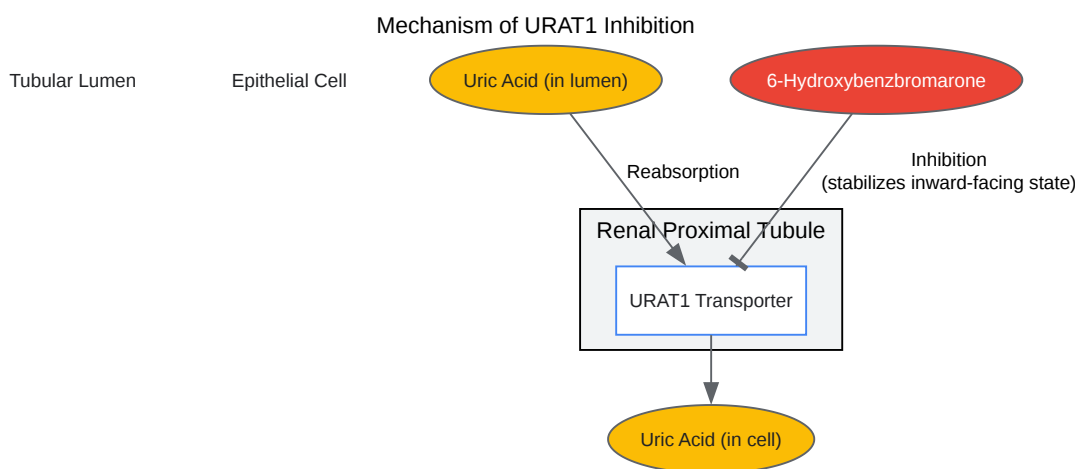 Mechanism of URAT1 Inhibition
Tubular Lumen
Epithelial Cell
Uric Acid (in lumen)
6-Hydroxybenzbromarone
Reabsorption
Inhibition
(stabilizes inward-facing state)
Renal Proximal Tubule
URAT1 Transporter
Uric Acid (in cell)